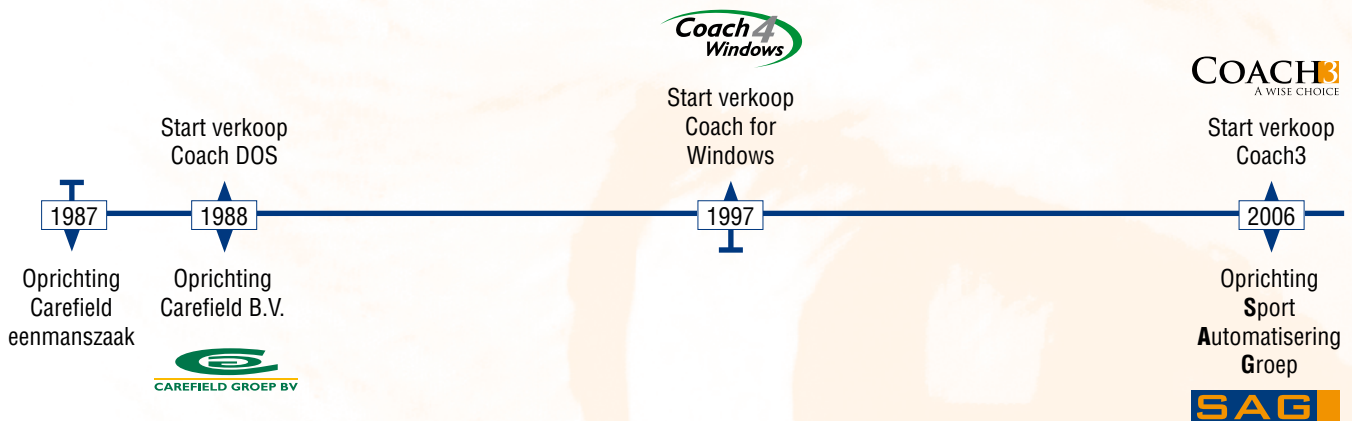 Coach 4
Windows
COACH3
A WISE CHOICE
Start verkoop
Coach DOS
Start verkoop
Coach for
Windows
Start verkoop
Coach3
1987
1988
1997
2006
Oprichting
Carefield
eenmanszaak
Oprichting
Carefield B.V.
CAREFIELD GROEP BV
Oprichting
Sport
Automatisering
Groep
SAG